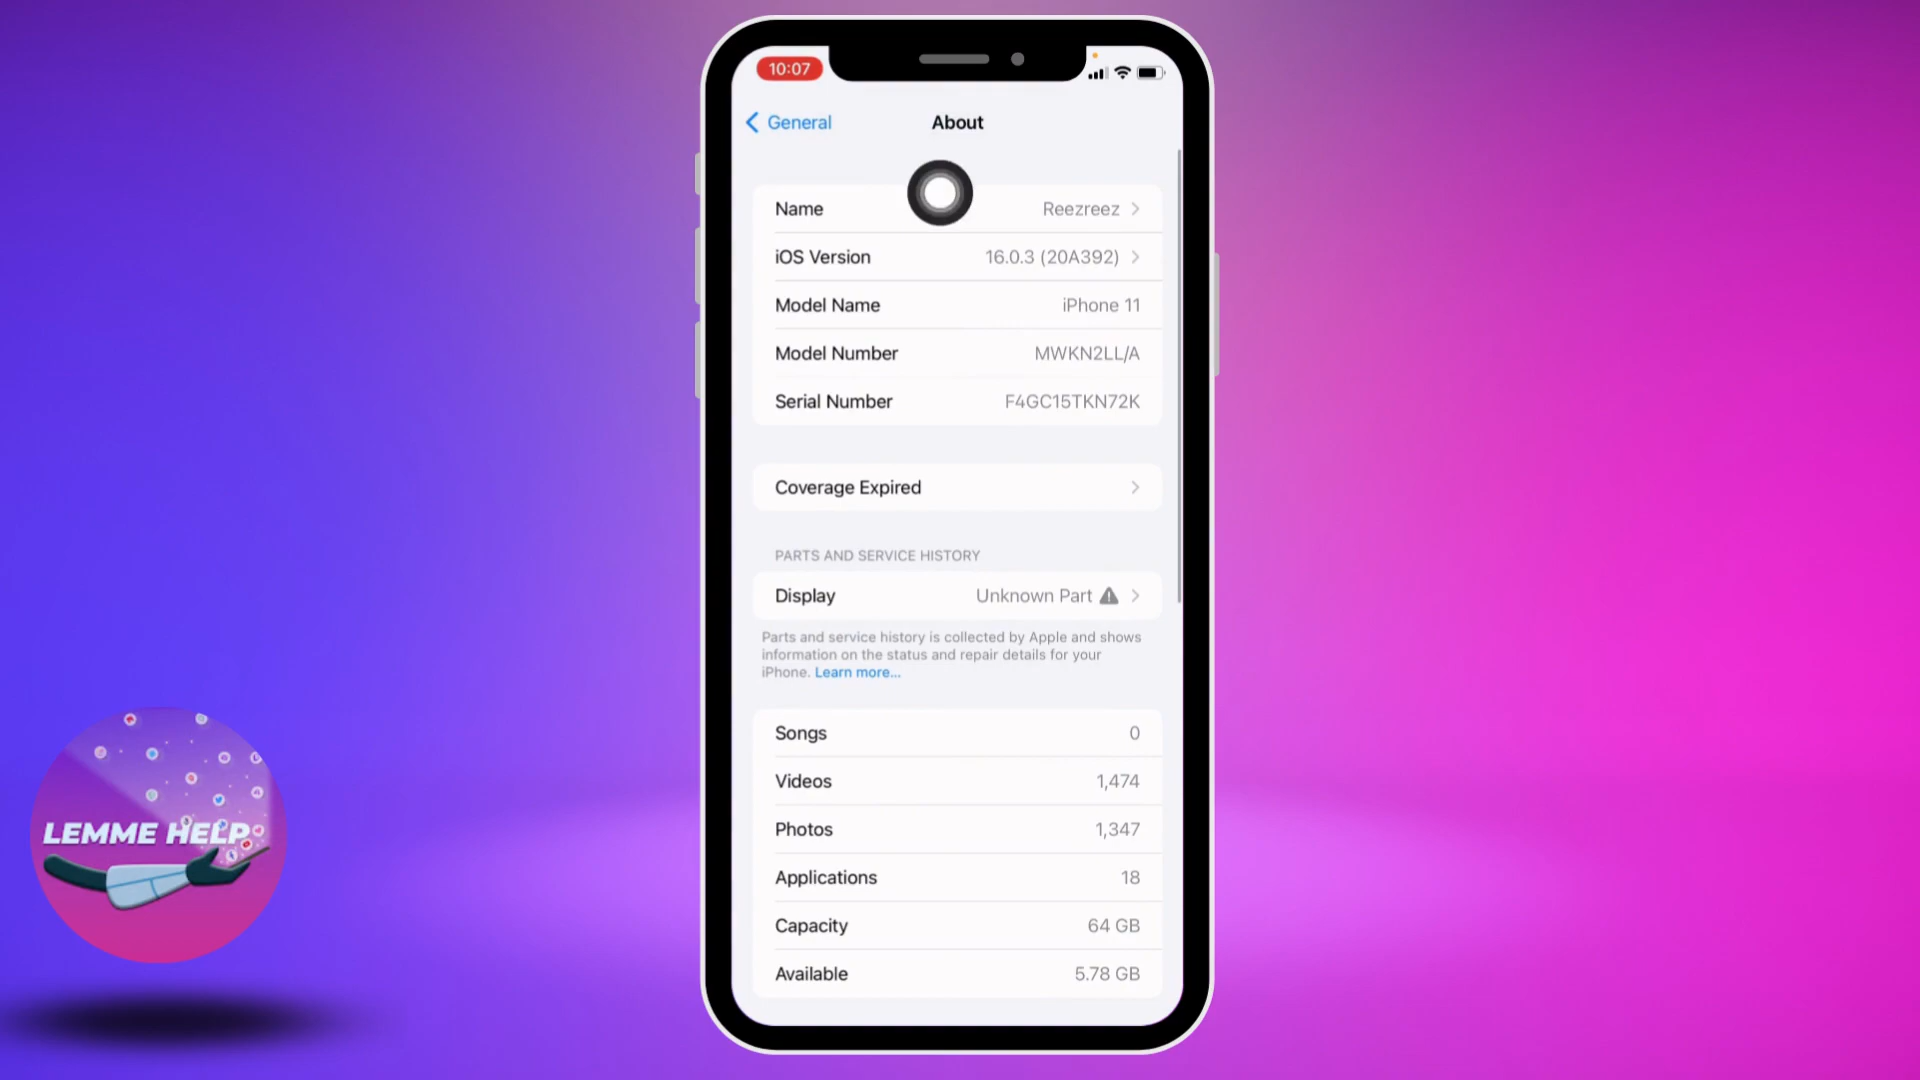 10:07
General
About
Name Reezreez
iOS Version 16.0.3 (20A392)
Model Name iPhone 11
Model Number MWKN2LL/A
Serial Number F4GC15TKN72K
Coverage Expired
PARTS AND SERVICE HISTORY
Display Unknown Part
Parts and service history is collected by Apple and shows
information on the status and repair details for your
iPhone. Learn more...
Songs 0
Videos 1,474
Photos 1,347
Applications 18
Capacity 64 GB
Available 5.78 GB
LEMME HELP